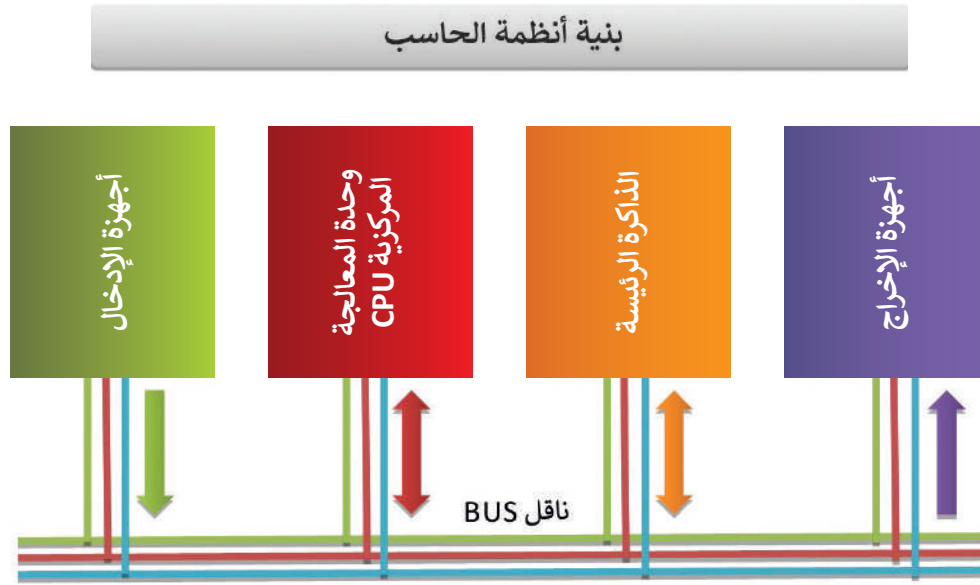 بنية أنظمة الحاسب
أجهزة الإدخال
وحدة المعالجة
المركزية CPU
الذاكرة الرئيسة
أجهزة الإخراج
ناقل BUS